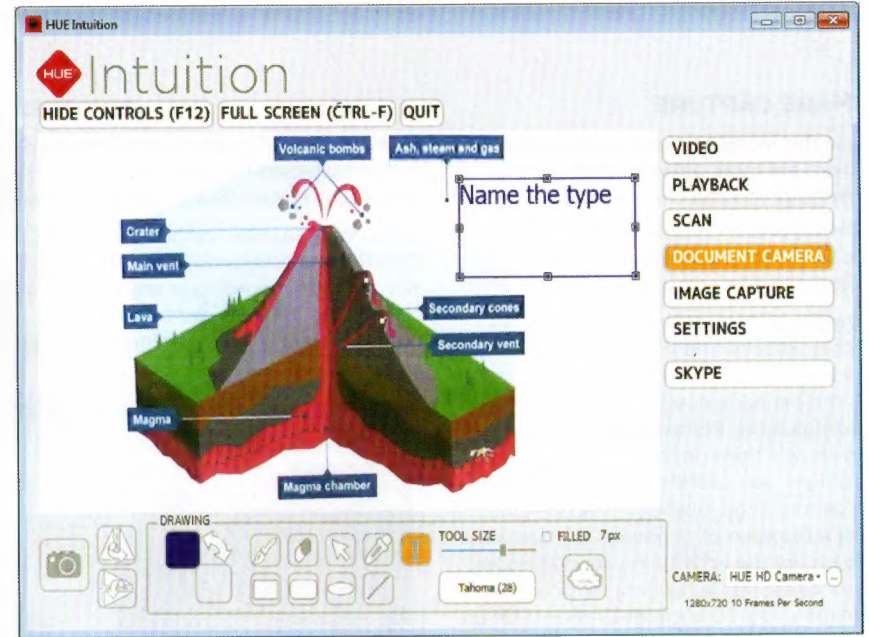 HUE Intuition
HUE Intuition
HIDE CONTROLS (F12) FULL SCREEN (CTRL-F) QUIT
Volcanic bombs Ash, steam and gas
Name the type
Crater
Main vent
Lava
Secondary cones
Secondary vent
Magma
Magma chamber
VIDEO
PLAYBACK
SCAN
DOCUMENT CAMERA
IMAGE CAPTURE
SETTINGS
SKYPE
DRAWING
TOOL SIZE FILLED 7px
Tahoma (28)
CAMERA: HUE HD Camera
1280x720 10 Frames Per Second